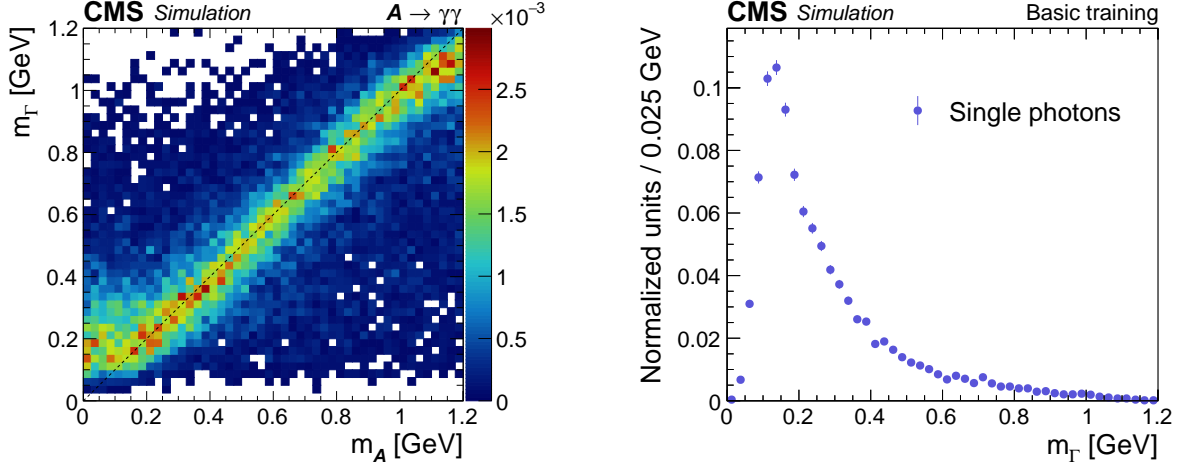 CMS Simulation A → γγ ×10⁻³
m_Γ [GeV]
1.2
1
0.8
0.6
0.4
0.2
0
0 0.2 0.4 0.6 0.8 1 1.2
m_A [GeV]
3
2.5
2
1.5
1
0.5
0
CMS Simulation Basic training
Normalized units / 0.025 GeV
0.1
0.08
0.06
0.04
0.02
0
Single photons
0 0.2 0.4 0.6 0.8 1 1.2
m_Γ [GeV]